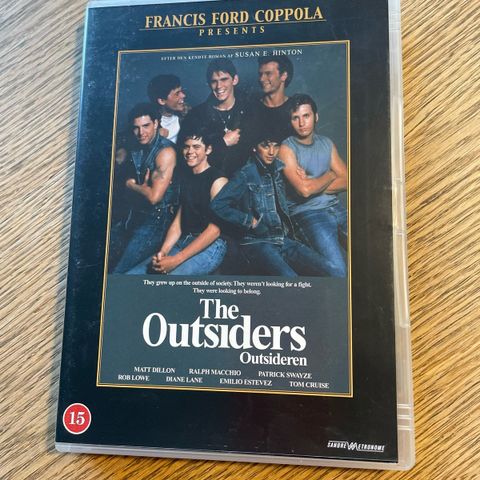 FRANCIS FORD COPPOLA
PRESENTS
EFTER DEN KENDTE ROMAN AF SUSAN E. HINTON
They grew up on the outside of society. They weren't looking for a fight.
They were looking to belong.
The
Outsiders
Outsideren
MATT DILLON RALPH MACCHIO PATRICK SWAYZE
ROB LOWE DIANE LANE EMILIO ESTEVEZ TOM CRUISE
15
SANDREW METRONOME